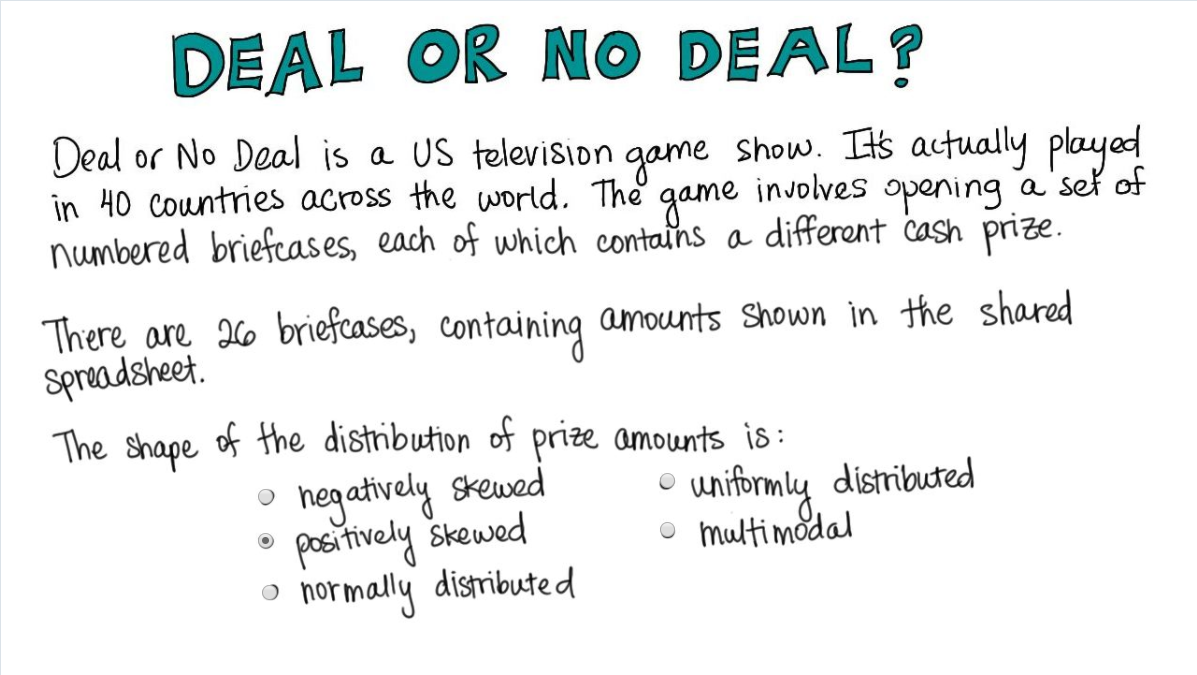 DEAL OR NO DEAL?
Deal or No Deal is a US television game show. It's actually played
in 40 countries across the world. The game involves opening a set of
numbered briefcases, each of which contains a different cash prize.
There are 26 briefcases, containing amounts shown in the shared
spreadsheet.
The shape of the distribution of prize amounts is:
negatively skewed
positively skewed
normally distributed
uniformly distributed
multimodal